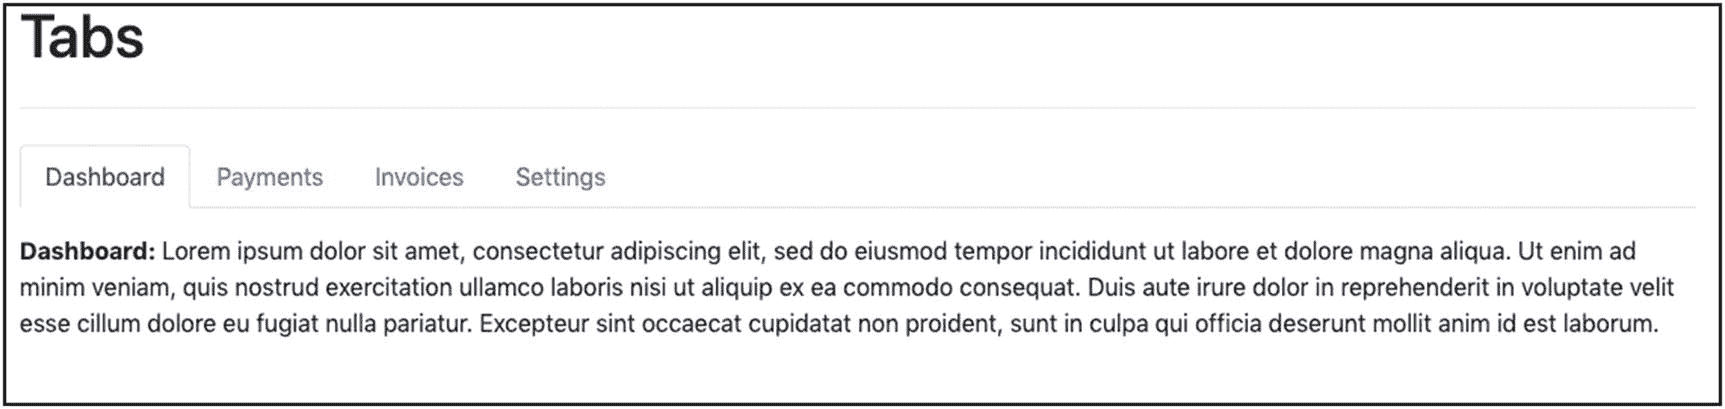 Tabs
Dashboard Payments Invoices Settings
Dashboard: Lorem ipsum dolor sit amet, consectetur adipiscing elit, sed do eiusmod tempor incididunt ut labore et dolore magna aliqua. Ut enim ad
minim veniam, quis nostrud exercitation ullamco laboris nisi ut aliquip ex ea commodo consequat. Duis aute irure dolor in reprehenderit in voluptate velit
esse cillum dolore eu fugiat nulla pariatur. Excepteur sint occaecat cupidatat non proident, sunt in culpa qui officia deserunt mollit anim id est laborum.